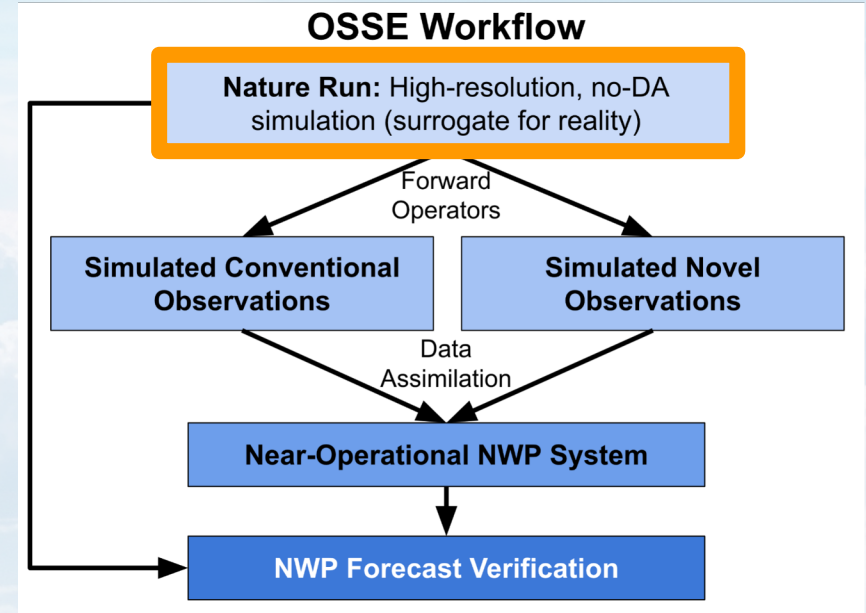 OSSE Workflow
Nature Run: High-resolution, no-DA
simulation (surrogate for reality)
Forward
Operators
Simulated Conventional
Observations
Simulated Novel
Observations
Data
Assimilation
Near-Operational NWP System
NWP Forecast Verification